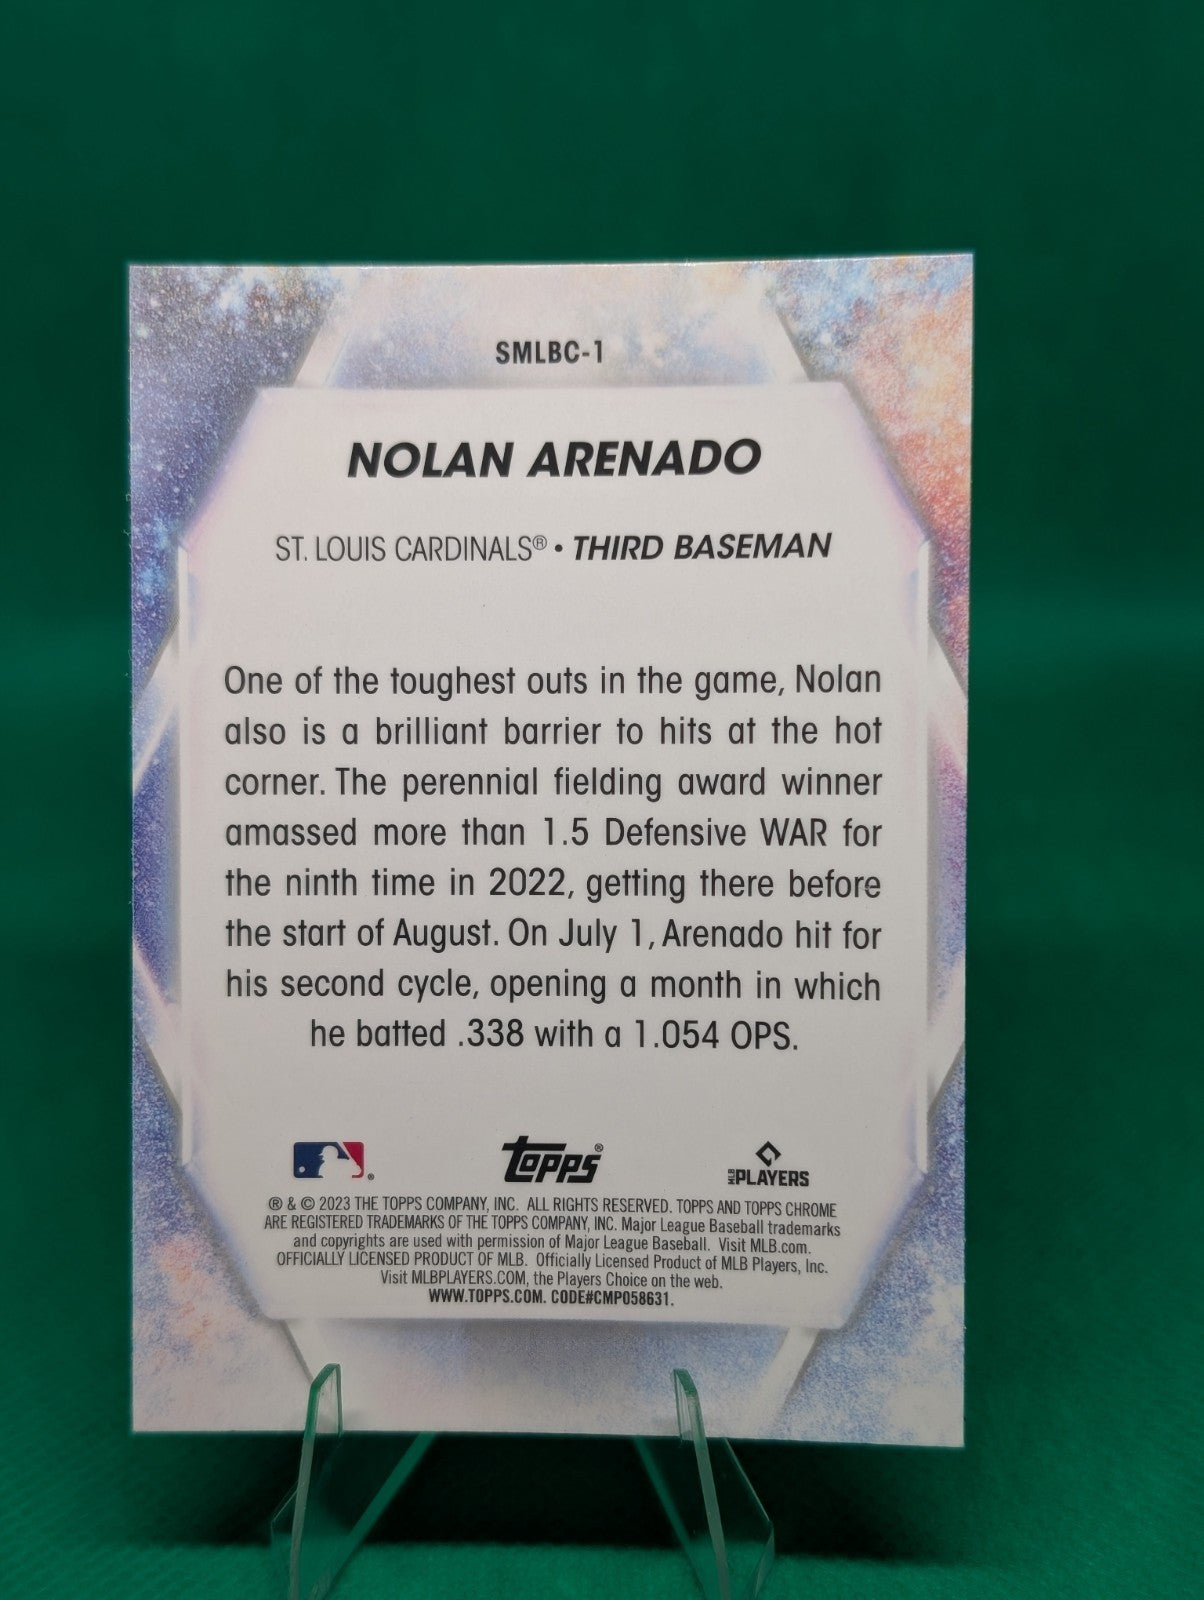 SMLBC-1
NOLAN ARENADO
ST. LOUIS CARDINALS® • THIRD BASEMAN
One of the toughest outs in the game, Nolan
also is a brilliant barrier to hits at the hot
corner. The perennial fielding award winner
amassed more than 1.5 Defensive WAR for
the ninth time in 2022, getting there before
the start of August. On July 1, Arenado hit for
his second cycle, opening a month in which
he batted .338 with a 1.054 OPS.
® topps® MLB PLAYERS
® & © 2023 THE TOPPS COMPANY, INC. ALL RIGHTS RESERVED. TOPPS AND TOPPS CHROME
ARE REGISTERED TRADEMARKS OF THE TOPPS COMPANY, INC. Major League Baseball trademarks
and copyrights are used with permission of Major League Baseball. Visit MLB.com.
OFFICIALLY LICENSED PRODUCT OF MLB. Officially Licensed Product of MLB Players, Inc.
Visit MLBPLAYERS.COM, the Players Choice on the web.
WWW.TOPPS.COM. CODE#CMP058631.